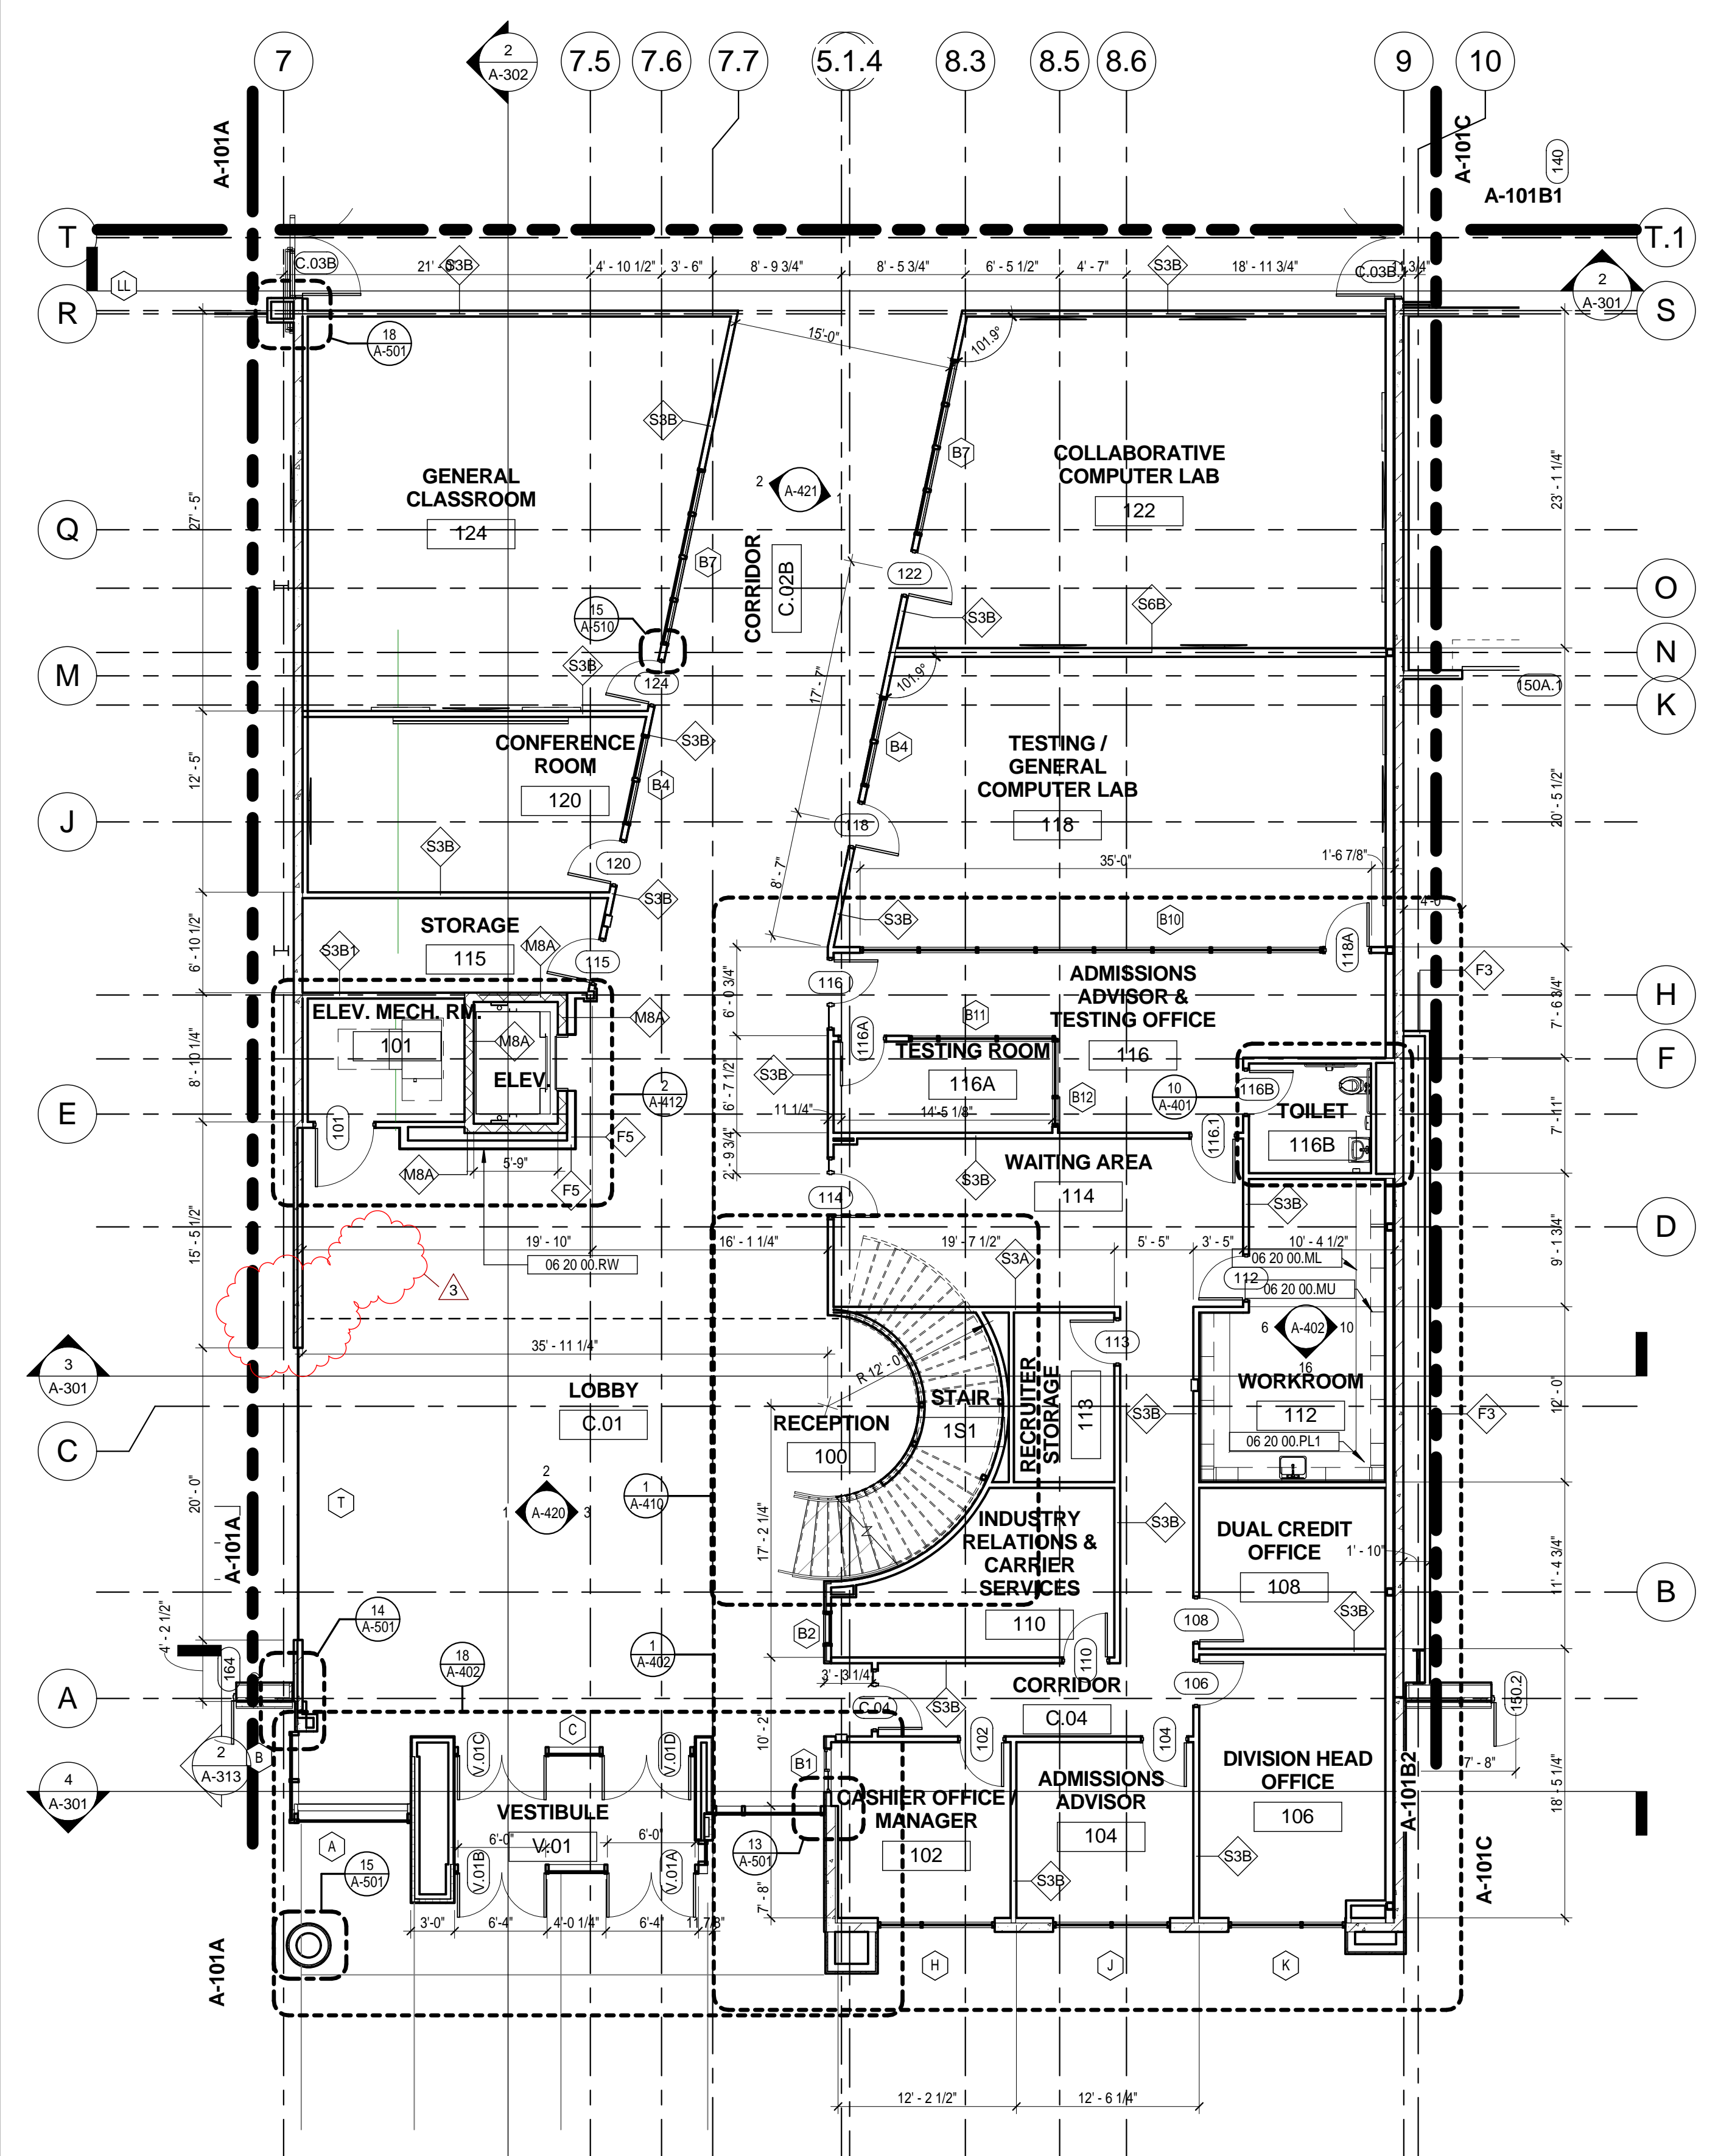 7
2
A-302
7.5
7.6
7.7
5.1.4
8.3
8.5
8.6
9
10
A-101A
A-101C
140
A-101B1
T
T.1
C.03B
21' -
S3B
4' - 10 1/2"
3' - 6"
8' - 9 3/4"
8' - 5 3/4"
6' - 5 1/2"
4' - 7"
S3B
18' - 11 3/4"
C.03B.
3/4"
LL
2
A-301
R
S
18
A-501
15'-0"
101.9°
S3B
B7
GENERAL
CLASSROOM
124
2
A-421
1
COLLABORATIVE
COMPUTER LAB
122
27' - 5"
23' - 1 1/4"
Q
CORRIDOR
C.02B
B7
122
O
15
A-510
S3B
S6B
S3B
N
M
124
101.9°
150A.1
K
17' - 7"
CONFERENCE
ROOM
120
S3B
B4
B4
TESTING /
GENERAL
COMPUTER LAB
118
12' - 5"
20' - 5 1/2"
J
118
S3B
120
35'-0"
1'-6 7/8"
8' - 7"
S3B
S3B
4'-0"
B10
STORAGE
115
6' - 10 1/2"
S3B1
M8A
115
118A
F3
116
ADMISSIONS
ADVISOR &
TESTING OFFICE
116
6' - 0 3/4"
7' - 6 3/4"
H
ELEV. MECH. RM.
101
M8A
M8A
B11
116A
TESTING ROOM
116A
F
8' - 10 1/4"
ELEV.
2
A-412
S3B
6' - 7 1/2"
11 1/4"
14'-5 1/8"
B12
10
A-401
116B
TOILET
116B
7' - 11"
E
101
F5
116.1
M8A
5'-9"
F5
2' - 9 3/4"
WAITING AREA
114
S3B
114
S3B
15' - 5 1/2"
D
19' - 10"
16' - 1 1/4"
19' - 7 1/2"
5' - 5"
3' - 5"
10' - 4 1/2"
9' - 1 3/4"
S3A
06 20 00.RW
06 20 00.ML
112
06 20 00.MU
3
6
A-402
10
16
113
35' - 11 1/4"
R 12' - 0"
3
A-301
LOBBY
C.01
RECEPTION
100
STAIR
1S1
RECRUITER
STORAGE
113
S3B
WORKROOM
112
12' - 0"
F3
C
06 20 00.PL1
2
1
A-420
3
T
1
A-410
20' - 0"
17' - 2 1/4"
A-101A
INDUSTRY
RELATIONS &
CARRIER
SERVICES
110
S3B
DUAL CREDIT
OFFICE
108
1' - 10"
11' - 4 3/4"
B
S3B
14
A-501
4' - 2 1/2"
B2
108
164
18
A-402
1
A-402
110
3' - 3 1/4"
CORRIDOR
C.04
106
A
C.04
S3B
150.2
C
V.01C
V.01D
102
104
B
2
A-313
10' - 2"
B1
4
A-301
DIVISION HEAD
OFFICE
106
7' - 8"
A-101B2
ADMISSIONS
ADVISOR
104
CASHIER OFFICE /
MANAGER
102
VESTIBULE
V.01
18' - 5 1/4"
A
6'-0"
6'-0"
13
A-501
S3B
15
A-501
V.01B
V.01A
S3B
A-101C
7' - 8"
3'-0"
6'-4"
4'-0 1/4"
6'-4"
11 7/8"
H
J
K
A-101A
12' - 2 1/2"
12' - 6 1/4"